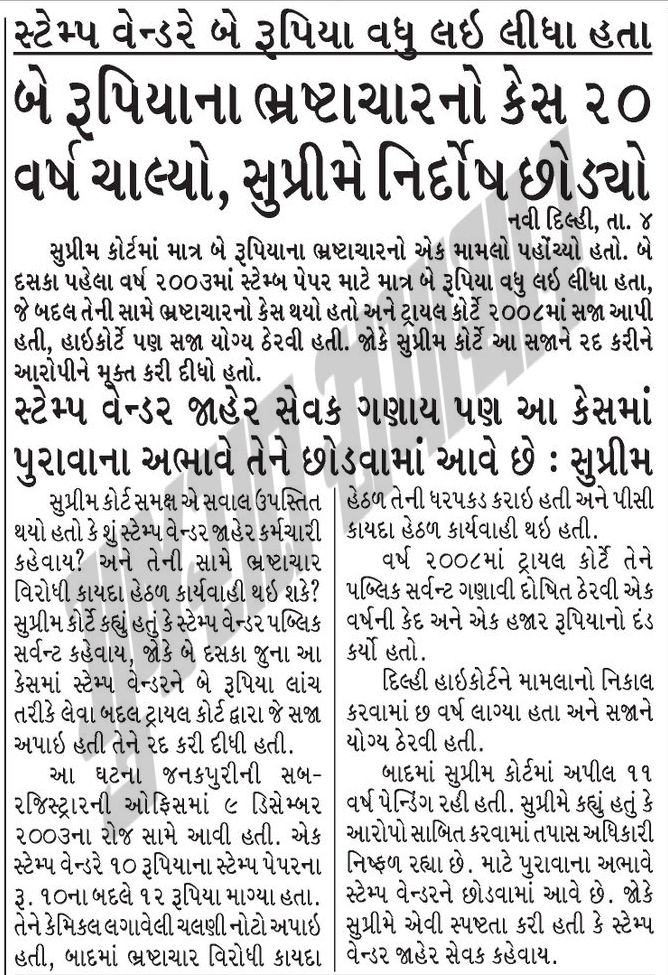 સ્ટેમ્પ વેન્ડરે બે રૂપિયા વધુ લઇ લીધા હતા
બે રૂપિયાના ભ્રષ્ટાચારનો કેસ ૨૦
વર્ષ ચાલ્યો, સુપ્રીમે નિર્દોષ છોડ્યો
નવી દિલ્હી, તા. ૪
સુપ્રીમ કોર્ટમાં માત્ર બે રૂપિયાના ભ્રષ્ટાચારનો એક મામલો પહોંચ્યો હતો. બે
દસકા પહેલા વર્ષ ૨૦૦૩માં સ્ટેમ્બ પેપર માટે માત્ર બે રૂપિયા વધુ લઇ લીધા હતા,
જે બદલ તેની સામે ભ્રષ્ટાચારનો કેસ થયો હતો અને ટ્રાયલ કોર્ટે ૨૦૦૮માં સજા આપી
હતી, હાઇકોર્ટે પણ સજા યોગ્ય ઠેરવી હતી. જોકે સુપ્રીમ કોર્ટે આ સજાને રદ કરીને
આરોપીને મૂક્ત કરી દીધો હતો.
સ્ટેમ્પ વેન્ડર જાહેર સેવક ગણાય પણ આ કેસમાં
પુરાવાના અભાવે તેને છોડવામાં આવે છે : સુપ્રીમ
સુપ્રીમ કોર્ટ સમક્ષ એ સવાલ ઉપસ્તિત
થયો હતો કે શું સ્ટેમ્પ વેન્ડર જાહેર કર્મચારી
કહેવાય? અને તેની સામે ભ્રષ્ટાચાર
વિરોધી કાયદા હેઠળ કાર્યવાહી થઇ શકે?
સુપ્રીમ કોર્ટે કહ્યું હતું કે સ્ટેમ્પ વેન્ડર પબ્લિક
સર્વન્ટ કહેવાય, જોકે બે દસકા જુના આ
કેસમાં સ્ટેમ્પ વેન્ડરને બે રૂપિયા લાંચ
તરીકે લેવા બદલ ટ્રાયલ કોર્ટ દ્વારા જે સજા
અપાઇ હતી તેને રદ કરી દીધી હતી.
આ ઘટના જનકપુરીની સબ-
રજિસ્ટ્રારની ઓફિસમાં ૯ ડિસેમ્બર
૨૦૦૩ના રોજ સામે આવી હતી. એક
સ્ટેમ્પ વેન્ડરે ૧૦ રૂપિયાના સ્ટેમ્પ પેપરના
રૂ. ૧૦ના બદલે ૧૨ રૂપિયા માગ્યા હતા.
તેને કેમિકલ લગાવેલી ચલણી નોટો અપાઇ
હતી, બાદમાં ભ્રષ્ટાચાર વિરોધી કાયદા
હેઠળ તેની ધરપકડ કરાઇ હતી અને પીસી
કાયદા હેઠળ કાર્યવાહી થઇ હતી.
વર્ષ ૨૦૦૮માં ટ્રાયલ કોર્ટે તેને
પબ્લિક સર્વન્ટ ગણાવી દોષિત ઠેરવી એક
વર્ષની કેદ અને એક હજાર રૂપિયાનો દંડ
કર્યો હતો.
દિલ્હી હાઇકોર્ટને મામલાનો નિકાલ
કરવામાં છ વર્ષ લાગ્યા હતા અને સજાને
યોગ્ય ઠેરવી હતી.
બાદમાં સુપ્રીમ કોર્ટમાં અપીલ ૧૧
વર્ષ પેન્ડિંગ રહી હતી. સુપ્રીમે કહ્યું હતું કે
આરોપો સાબિત કરવામાં તપાસ અધિકારી
નિષ્ફળ રહ્યા છે. માટે પુરાવાના અભાવે
સ્ટેમ્પ વેન્ડરને છોડવામાં આવે છે. જોકે
સુપ્રીમે એવી સ્પષ્ટતા કરી હતી કે સ્ટેમ્પ
વેન્ડર જાહેર સેવક કહેવાય.
ગુજરાત સમાચાર